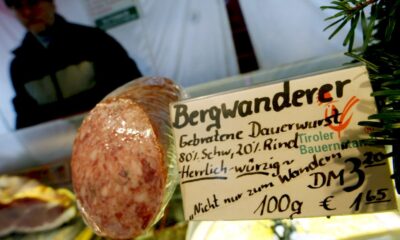 Bergwanderer
Gebratene Dauerwurst
80% Schw, 20% Rind
Tiroler
Herrlich-würzig
"Nicht nur zum Wandern"
DM 3.20
100g € 1.65